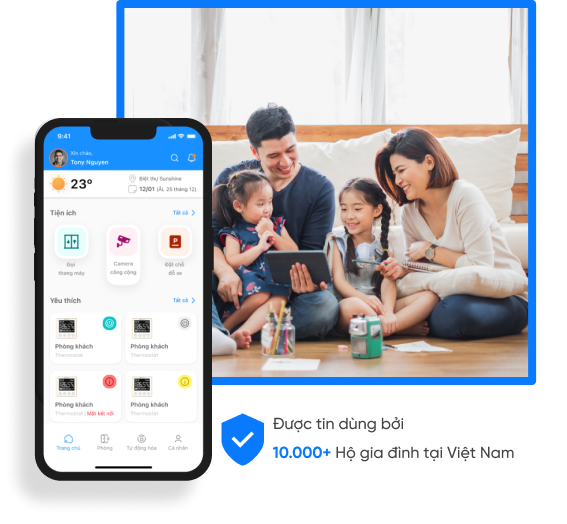 9:41
Xin chào,
Tony Nguyen
23°
Biệt thự Sunshine
12/01 (ÂL 25 tháng 12)
Tiện ích
Tất cả
Gọi
thang máy
Camera
công cộng
P
Đặt chỗ
đỗ xe
Yêu thích
Tất cả
Phòng khách
Thermostat
Phòng khách
Thermostat
Phòng khách
Thermostat | Mất kết nối
Phòng khách
Thermostat
Trang chủ
Phòng
Tự động hóa
Cá nhân
Được tin dùng bởi
10.000+ Hộ gia đình tại Việt Nam